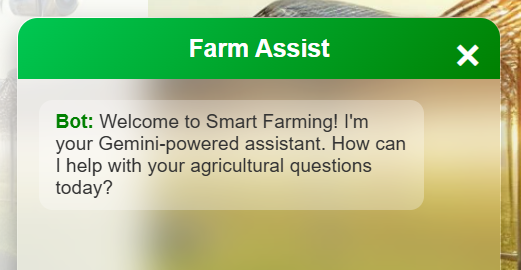 Farm Assist
×
Bot: Welcome to Smart Farming! I'm
your Gemini-powered assistant. How can
I help with your agricultural questions
today?